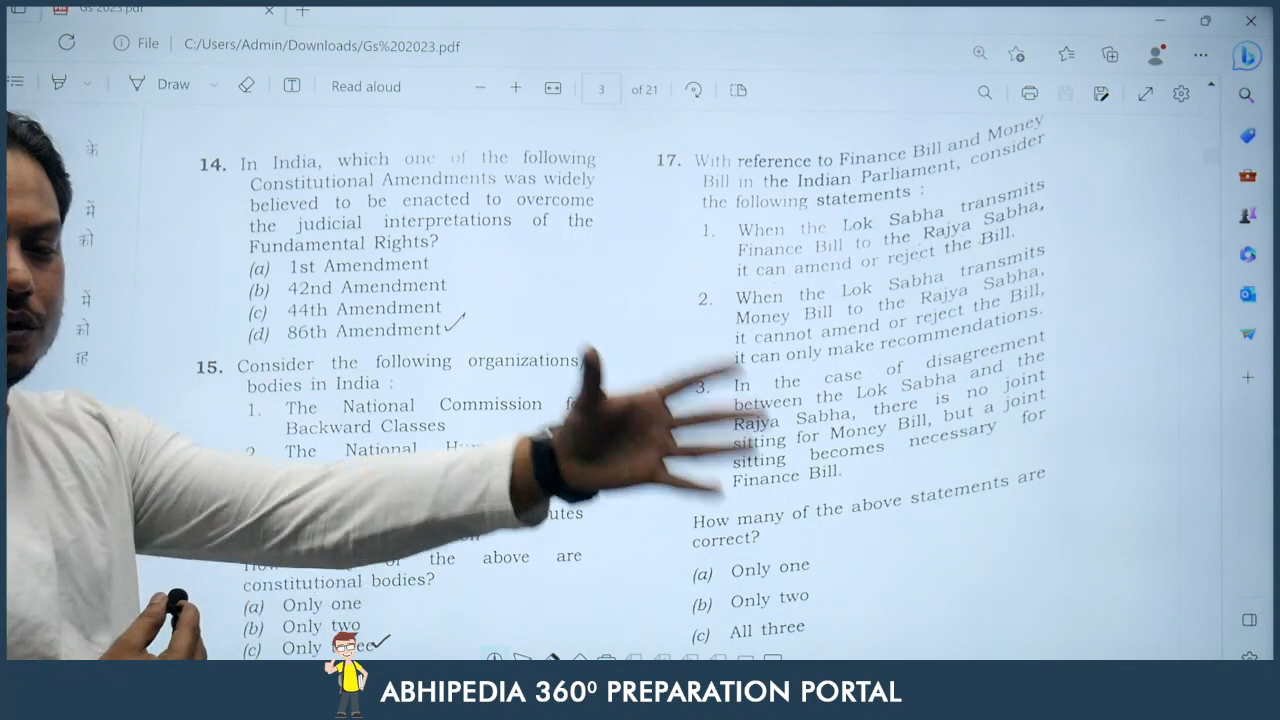 Gs 2023.pdf
File
C:/Users/Admin/Downloads/Gs%202023.pdf
Draw
Read aloud
3 of 21
के
में
को
में
को
रह
14. In India, which one of the following
Constitutional Amendments was widely
believed to be enacted to overcome
the judicial interpretations of the
Fundamental Rights?
(a) 1st Amendment
(b) 42nd Amendment
(c) 44th Amendment
(d) 86th Amendment
15. Consider the following organizations/
bodies in India :
1. The National Commission
Backward Classes
2. The National
the above are
constitutional bodies?
(a) Only one
(b) Only two
(c) Only
17. With reference to Finance Bill and Money
Bill in the Indian Parliament, consider
the following statements :
1. When the Lok Sabha transmits
Finance Bill to the Rajya Sabha,
it can amend or reject the Bill.
2. When the Lok Sabha transmits
Money Bill to the Rajya Sabha,
it cannot amend or reject the Bill,
it can only make recommendations.
3. In the case of disagreement
between the Lok Sabha and the
Rajya Sabha, there is no joint
sitting for Money Bill, but a joint
sitting becomes necessary for
Finance Bill.
How many of the above statements are
correct?
(a) Only one
(b) Only two
(c) All three
ABHIPEDIA 360⁰ PREPARATION PORTAL